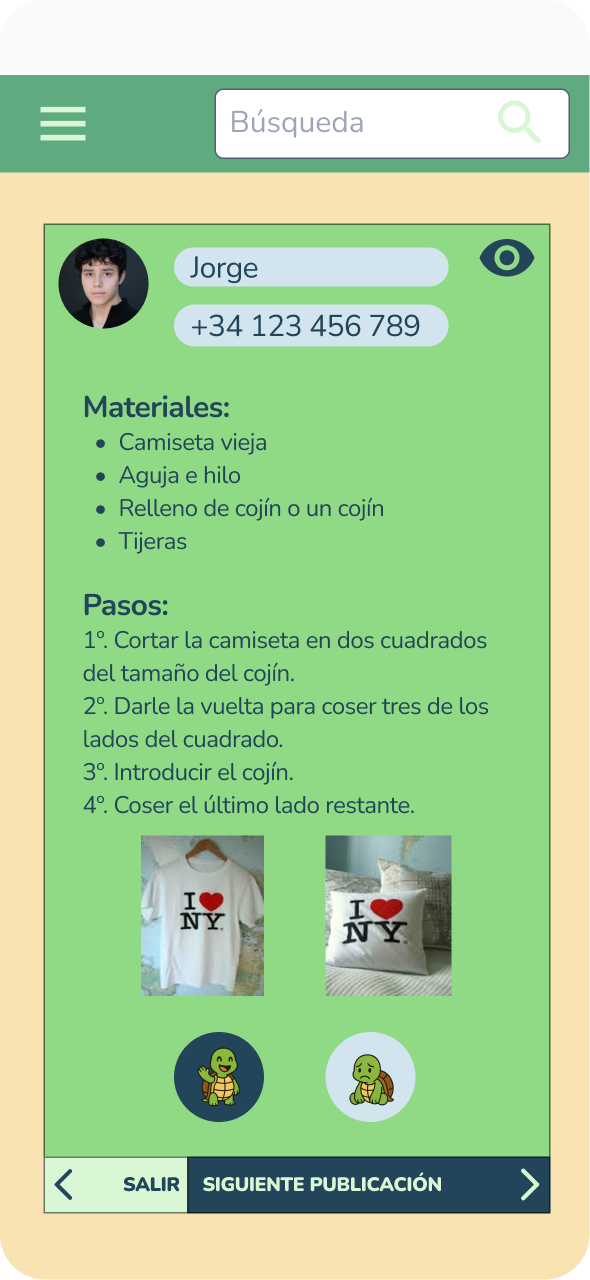 Búsqueda
Jorge
+34 123 456 789
Materiales:
• Camiseta vieja
• Aguja e hilo
• Relleno de cojín o un cojín
• Tijeras
Pasos:
1º. Cortar la camiseta en dos cuadrados
del tamaño del cojín.
2º. Darle la vuelta para coser tres de los
lados del cuadrado.
3º. Introducir el cojín.
4º. Coser el último lado restante.
I
NY
I
NY
SALIR
SIGUIENTE PUBLICACIÓN